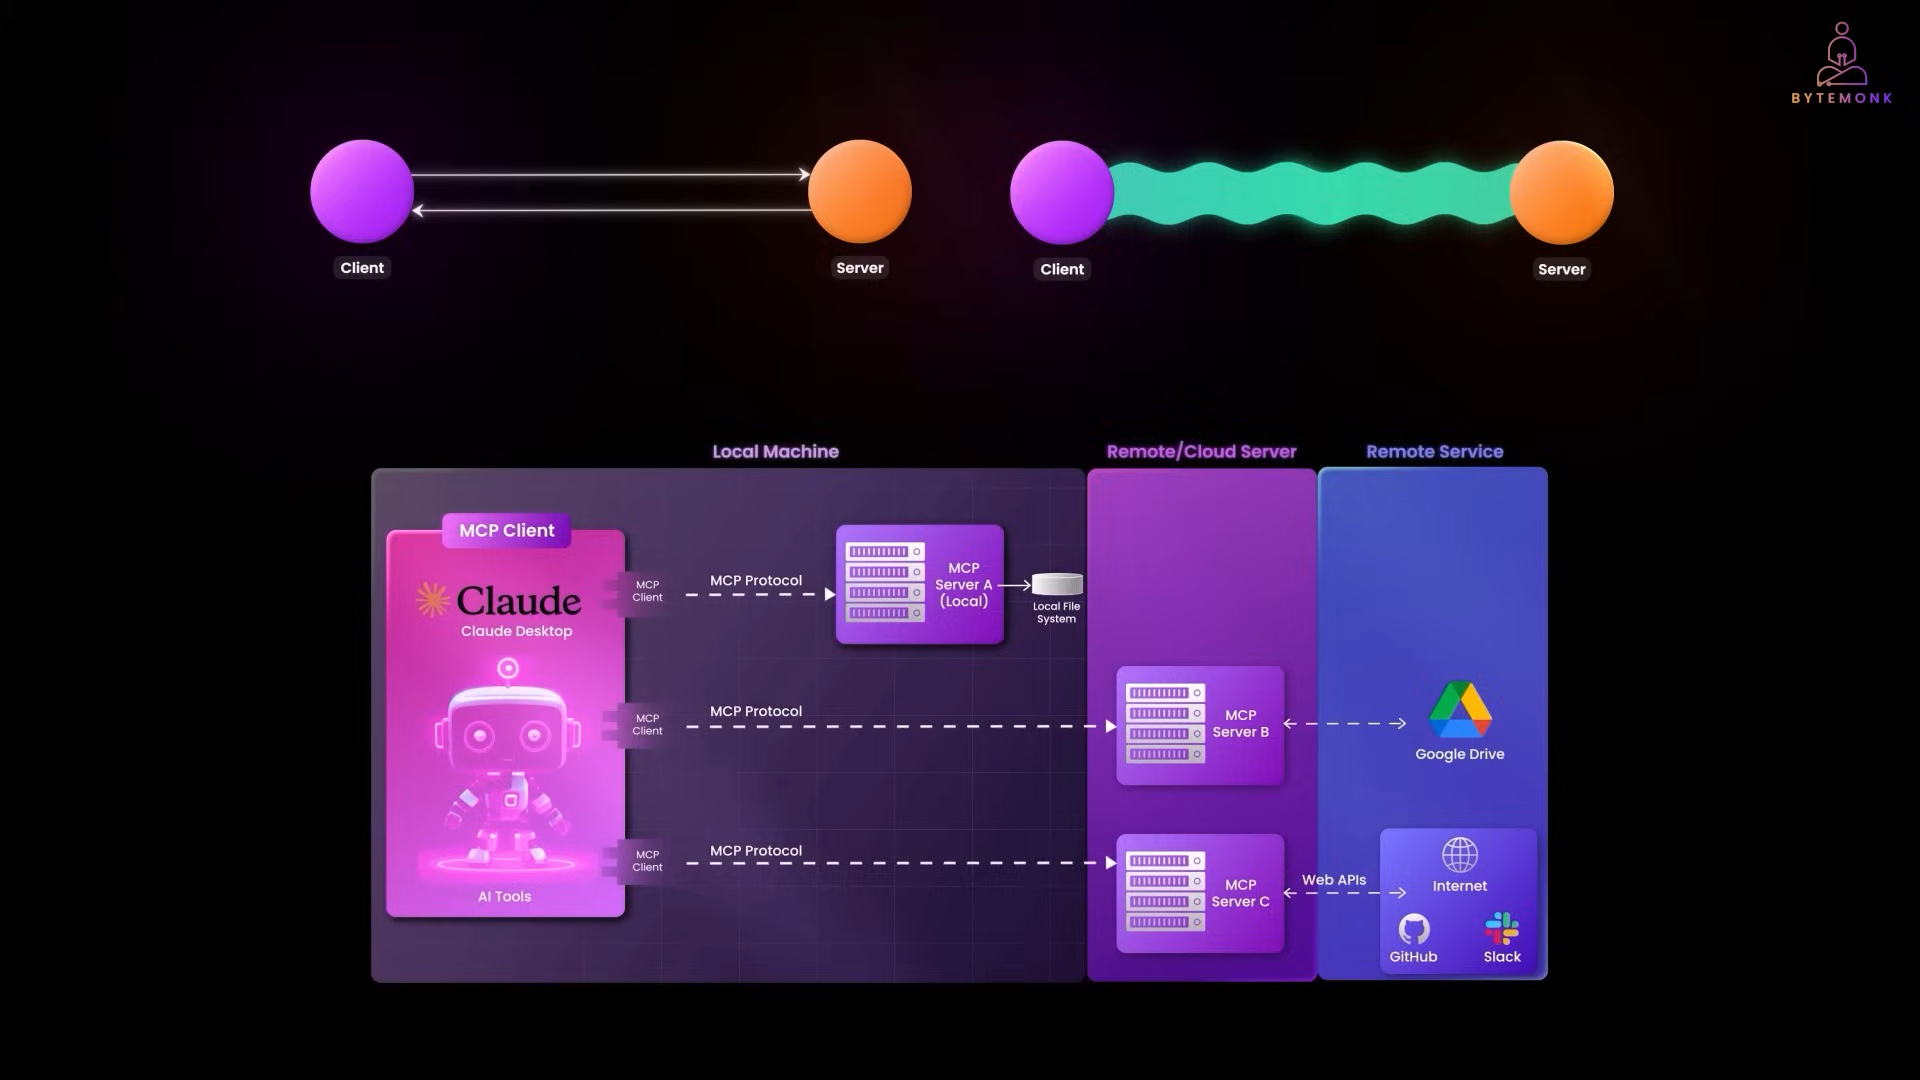 BYTEMONK
Client
Server
Client
Server
Local Machine
Remote/Cloud Server
Remote Service
MCP Client
Claude
Claude Desktop
AI Tools
MCP
Client
MCP Protocol
MCP
Server A
(Local)
Local File
System
MCP
Client
MCP Protocol
MCP
Server B
Google Drive
MCP
Client
MCP Protocol
MCP
Server C
Web APIs
Internet
GitHub
Slack